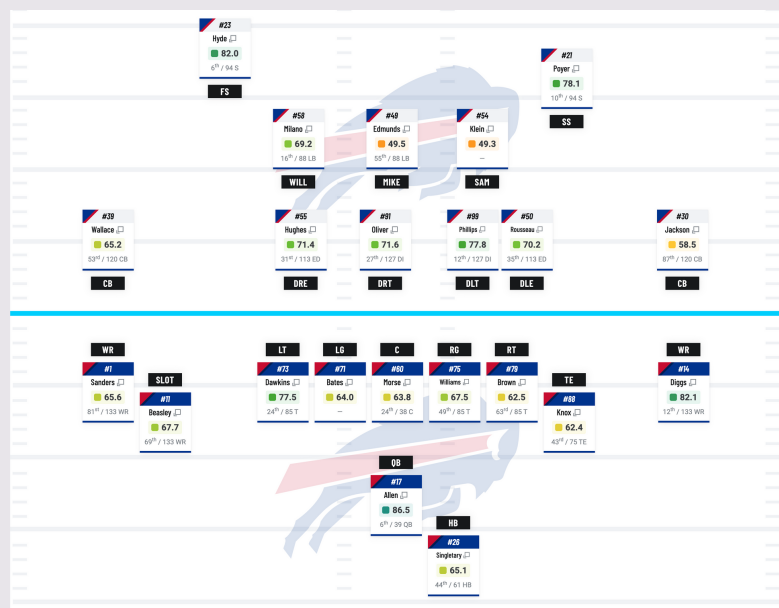 #23
Hyde
82.0
6th / 94 S
FS
#21
Poyer
78.1
10th / 94 S
SS
#58
Milano
69.2
16th / 88 LB
WILL
#49
Edmunds
49.5
55th / 88 LB
MIKE
#54
Klein
49.3
—
SAM
#39
Wallace
65.2
53rd / 120 CB
CB
#55
Hughes
71.4
31st / 113 ED
DRE
#91
Oliver
71.6
27th / 127 DI
DRT
#99
Phillips
77.8
12th / 127 DI
DLT
#50
Rousseau
70.2
35th / 113 ED
DLE
#30
Jackson
58.5
87th / 120 CB
CB
WR
#1
Sanders
65.6
81st / 133 WR
SLOT
#11
Beasley
67.7
69th / 133 WR
LT
#73
Dawkins
77.5
24th / 85 T
LG
#71
Bates
64.0
—
C
#60
Morse
63.8
24th / 38 C
RG
#75
Williams
67.5
49th / 85 T
RT
#79
Brown
62.5
63rd / 85 T
TE
#88
Knox
62.4
43rd / 75 TE
WR
#14
Diggs
82.1
12th / 133 WR
QB
#17
Allen
86.5
6th / 39 QB
HB
#26
Singletary
65.1
44th / 61 HB